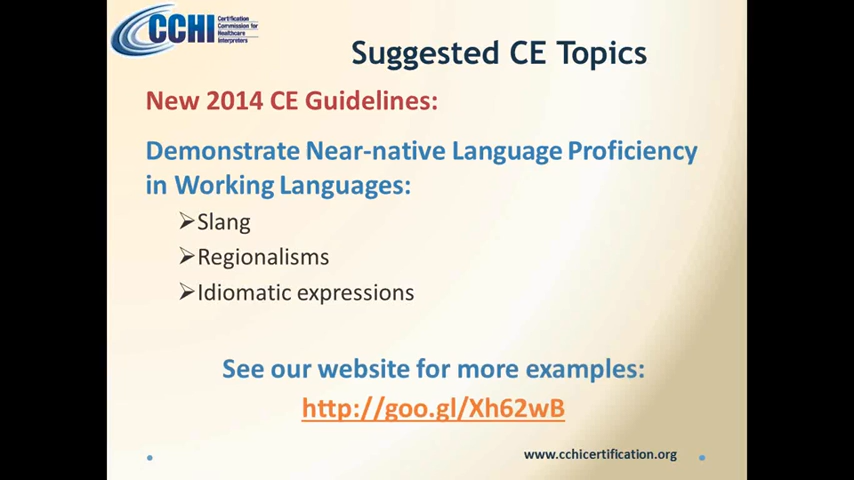 CCHI
Certification
Commission for
Healthcare
Interpreters
Suggested CE Topics
New 2014 CE Guidelines:
Demonstrate Near-native Language Proficiency
in Working Languages:
Slang
Regionalisms
Idiomatic expressions
See our website for more examples:
http://goo.gl/Xh62wB
www.cchicertification.org